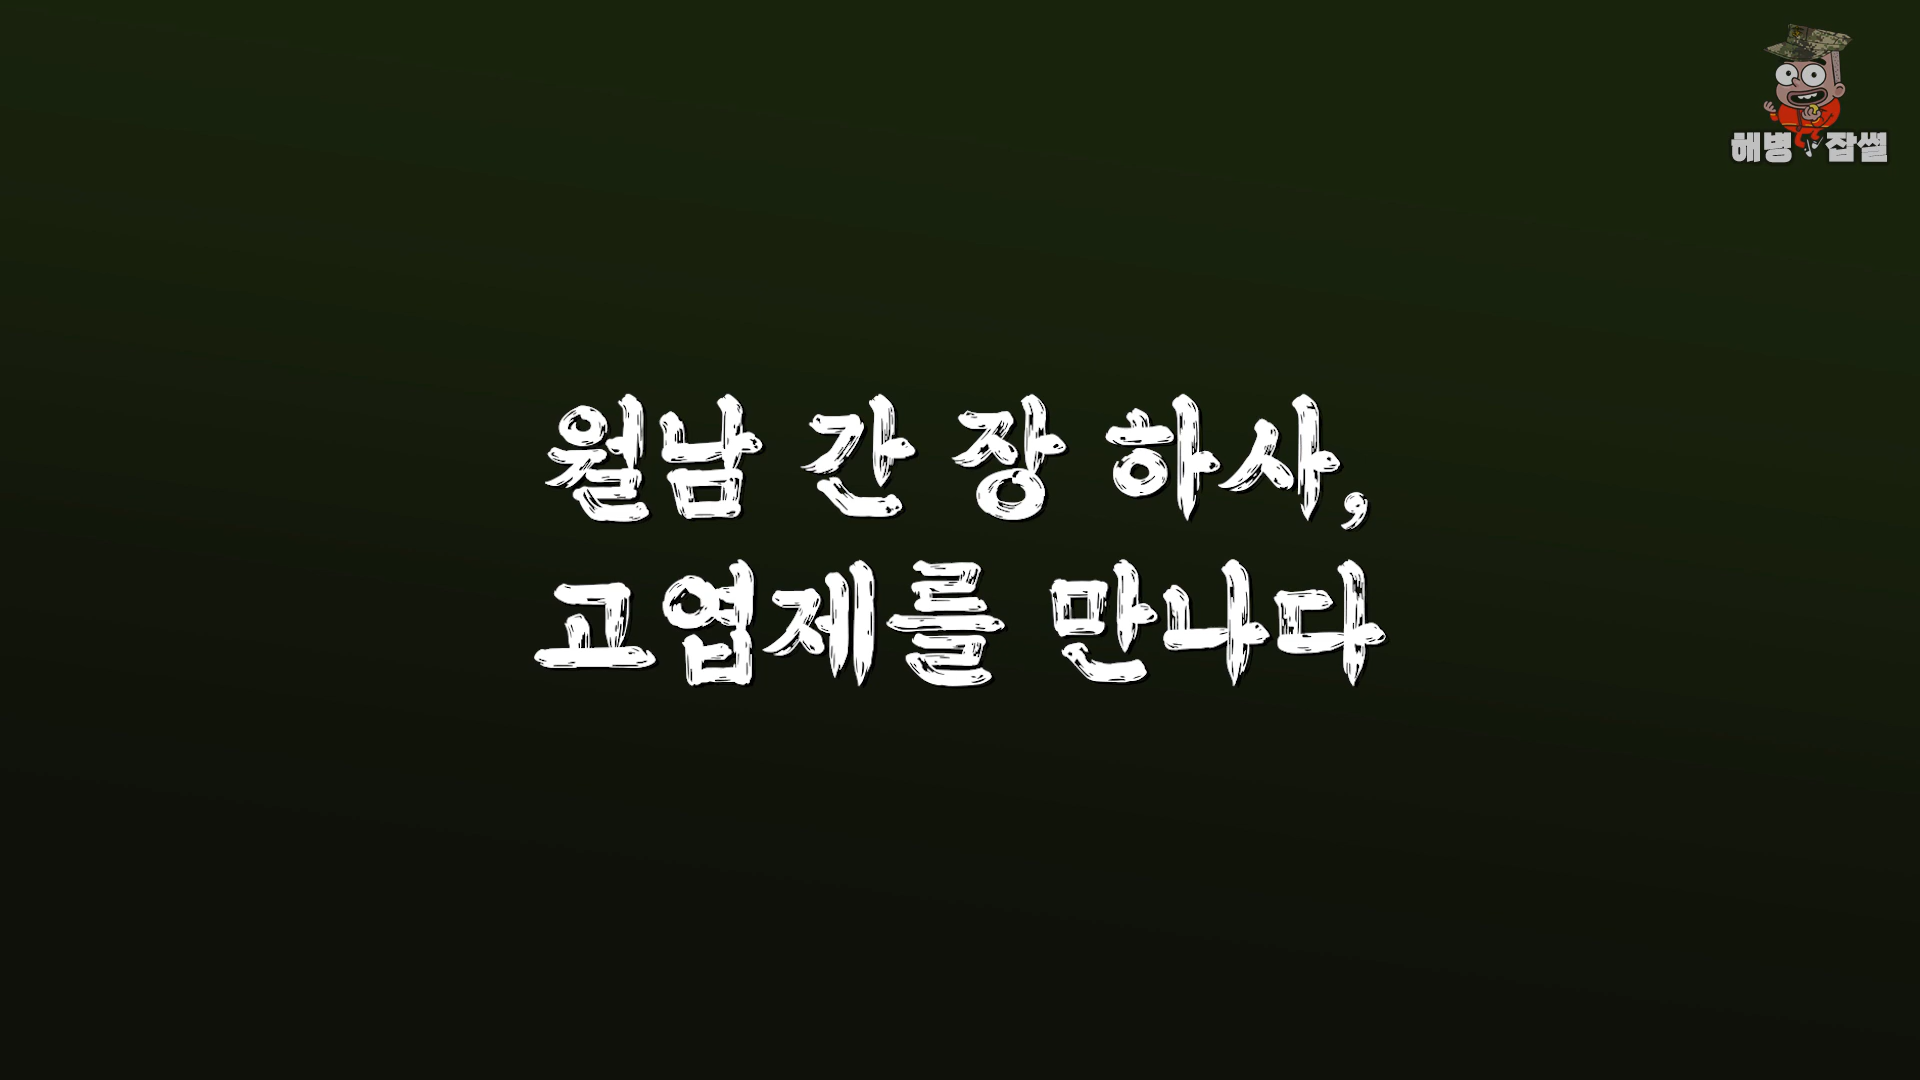 해병 잡썰
월남 간 장 하사,
고엽제를 만나다